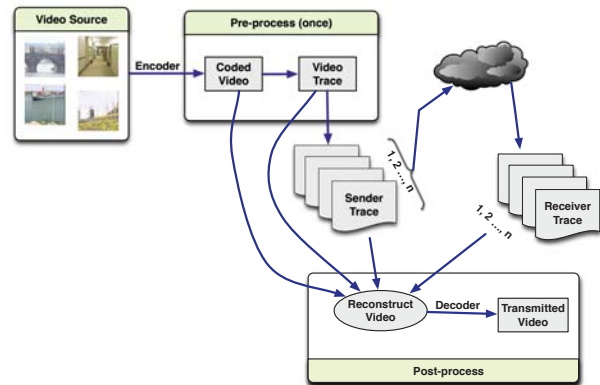 Video Source
Pre-process (once)
Encoder
Coded
Video
Video
Trace
1, 2 ..., n
Sender
Trace
Receiver
Trace
1, 2 ..., n
Reconstruct
Video
Decoder
Transmitted
Video
Post-process